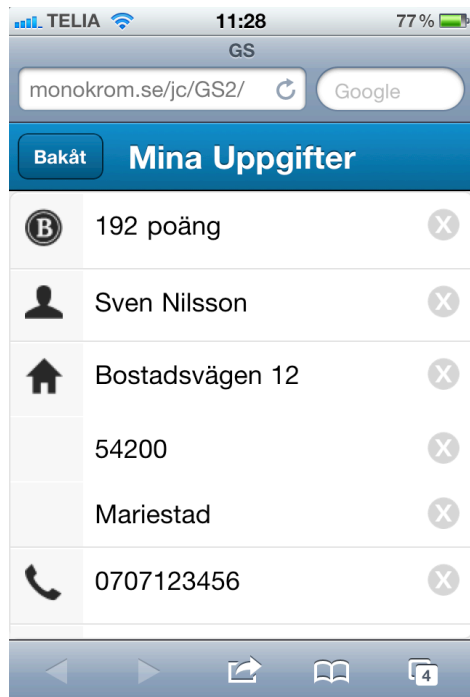 TELIA 11:28 77%
GS
monokrom.se/jc/GS2/ Google
Bakåt Mina Uppgifter
B 192 poäng X
Sven Nilsson X
Bostadsvägen 12 X
54200 X
Mariestad X
0707123456 X
4